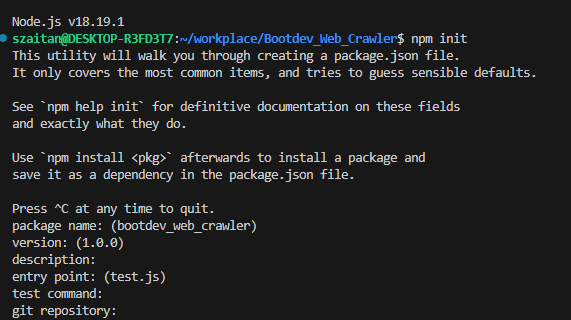 Node.js v18.19.1
szaitan@DESKTOP-R3FD3T7:~/workplace/Bootdev_Web_Crawler$ npm init
This utility will walk you through creating a package.json file.
It only covers the most common items, and tries to guess sensible defaults.
See `npm help init` for definitive documentation on these fields
and exactly what they do.
Use `npm install <pkg>` afterwards to install a package and
save it as a dependency in the package.json file.
Press ^C at any time to quit.
package name: (bootdev_web_crawler)
version: (1.0.0)
description:
entry point: (test.js)
test command:
git repository: